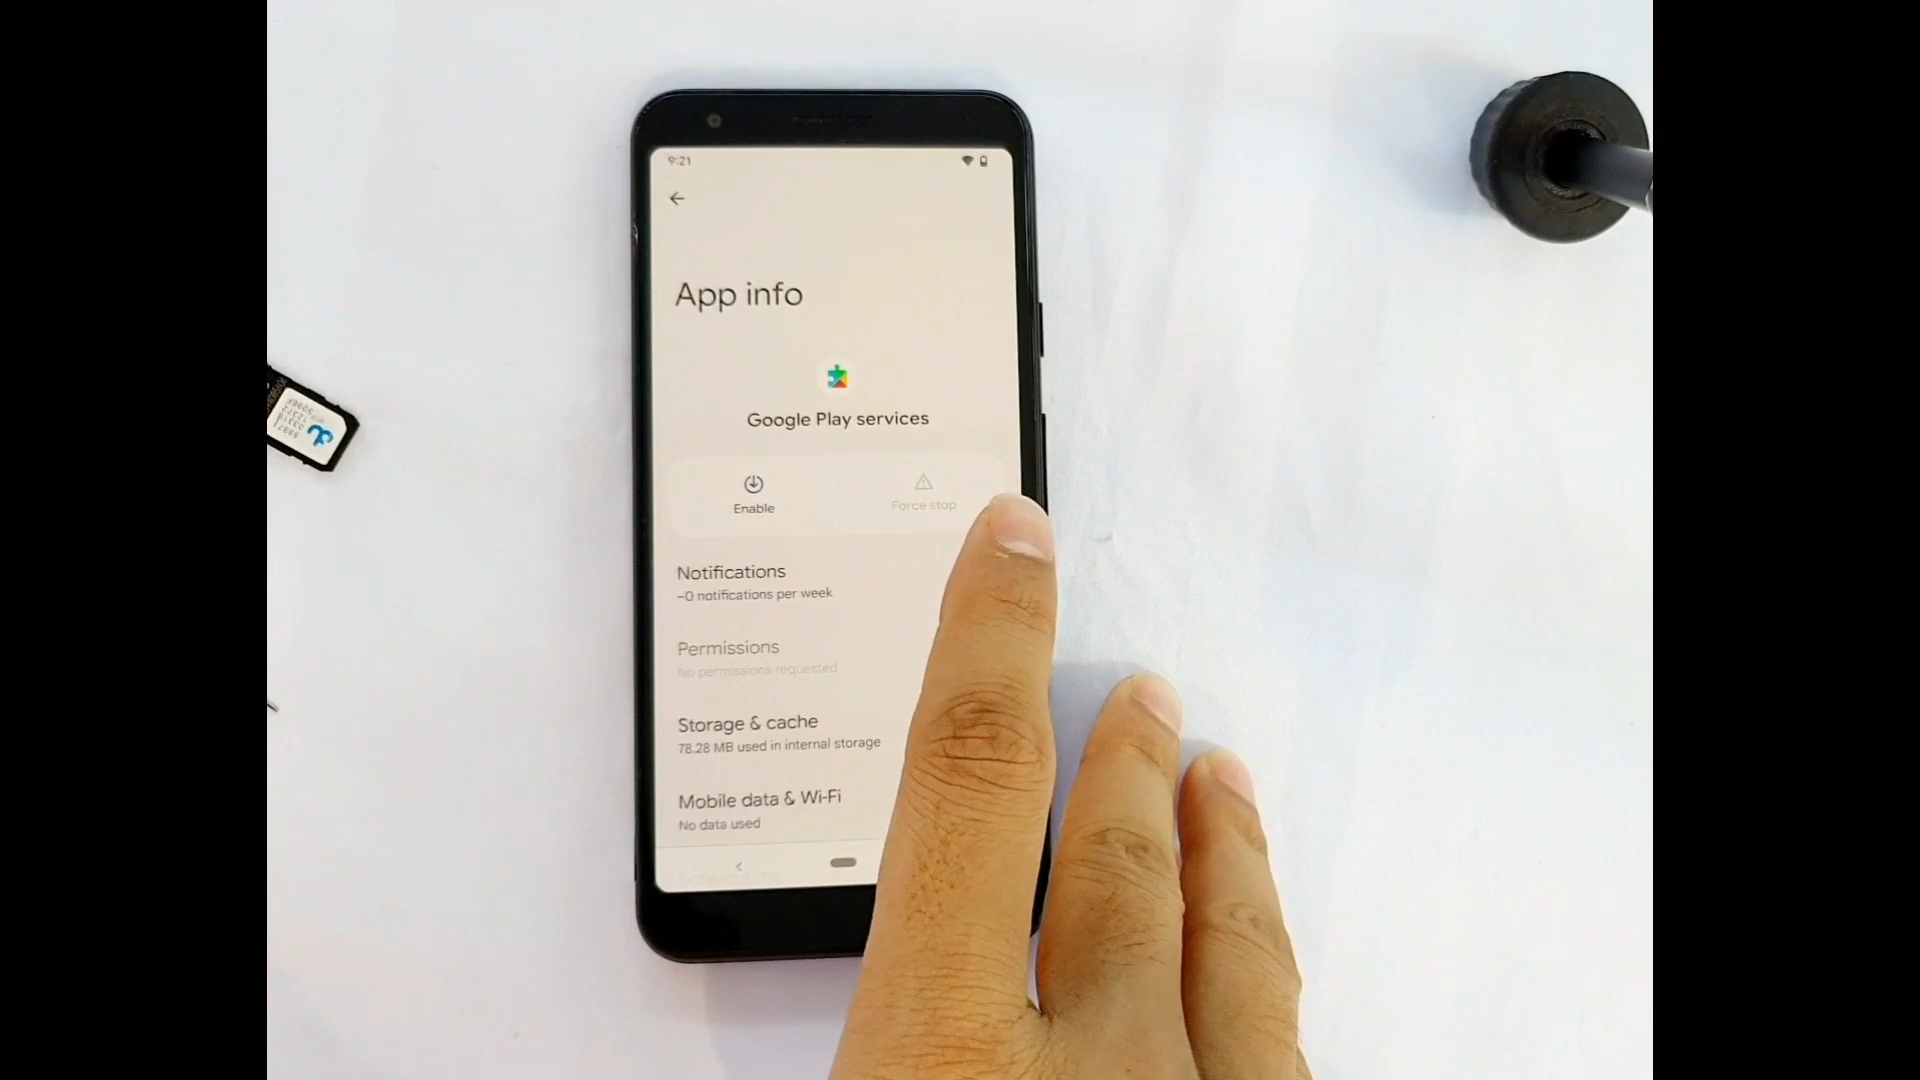 9:21
App info
Google Play services
Enable
Force stop
Notifications
~0 notifications per week
Permissions
No permissions requested
Storage & cache
78.28 MB used in internal storage
Mobile data & Wi-Fi
No data used